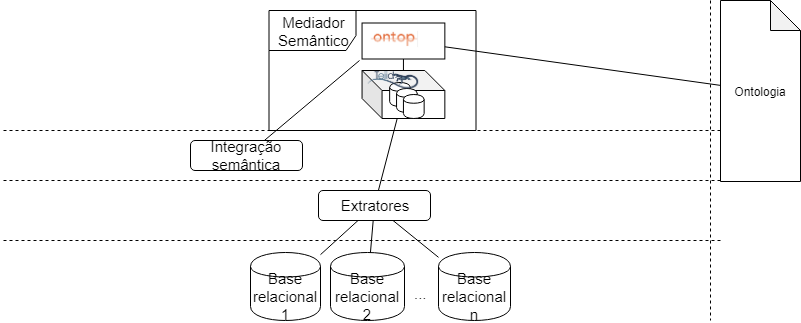 Mediador
Semântico
ontop
Teiid
Ontologia
Integração
semântica
Extratores
Base
relacional
1
Base
relacional
2
...
Base
relacional
n